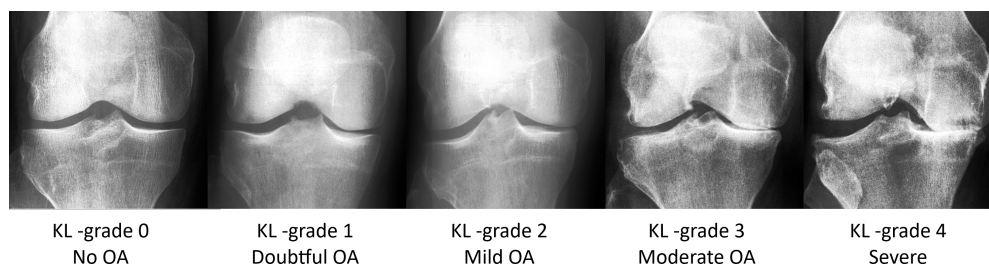 KL -grade 0
No OA
KL -grade 1
Doubtful OA
KL -grade 2
Mild OA
KL -grade 3
Moderate OA
KL -grade 4
Severe